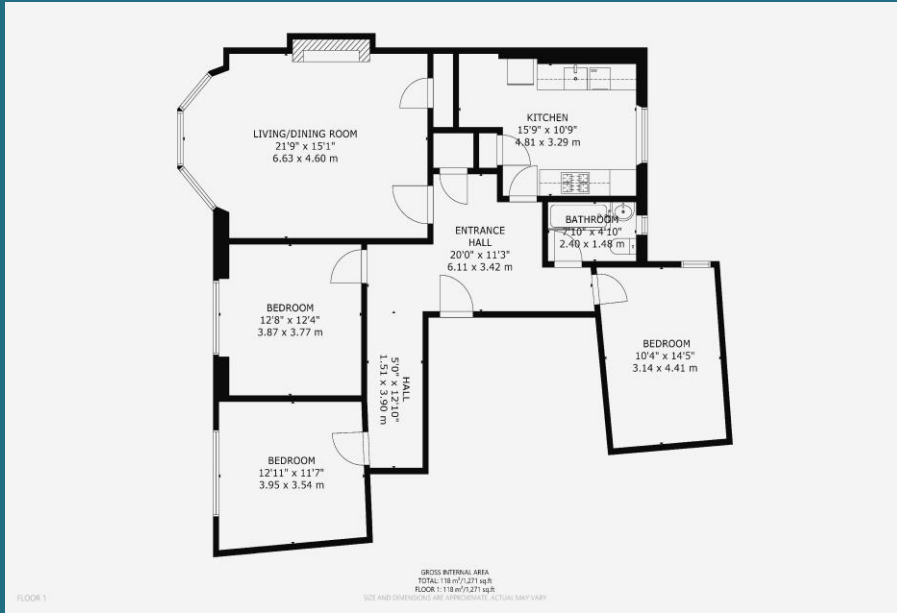 LIVING/DINING ROOM
21'9" x 15'1"
6.63 x 4.60 m
KITCHEN
15'9" x 10'9"
4.81 x 3.29 m
BATHROOM
7'10" x 4'10"
2.40 x 1.48 m
ENTRANCE
HALL
20'0" x 11'3"
6.11 x 3.42 m
BEDROOM
12'8" x 12'4"
3.87 x 3.77 m
BEDROOM
10'4" x 14'5"
3.14 x 4.41 m
HALL
5'0" x 12'10"
1.51 x 3.90 m
BEDROOM
12'11" x 11'7"
3.95 x 3.54 m
GROSS INTERNAL AREA
TOTAL: 118 m²/1,271 sq.ft
FLOOR 1: 118 m²/1,271 sq.ft
FLOOR 1
SIZE AND DIMENSIONS ARE APPROXIMATE, ACTUAL MAY VARY